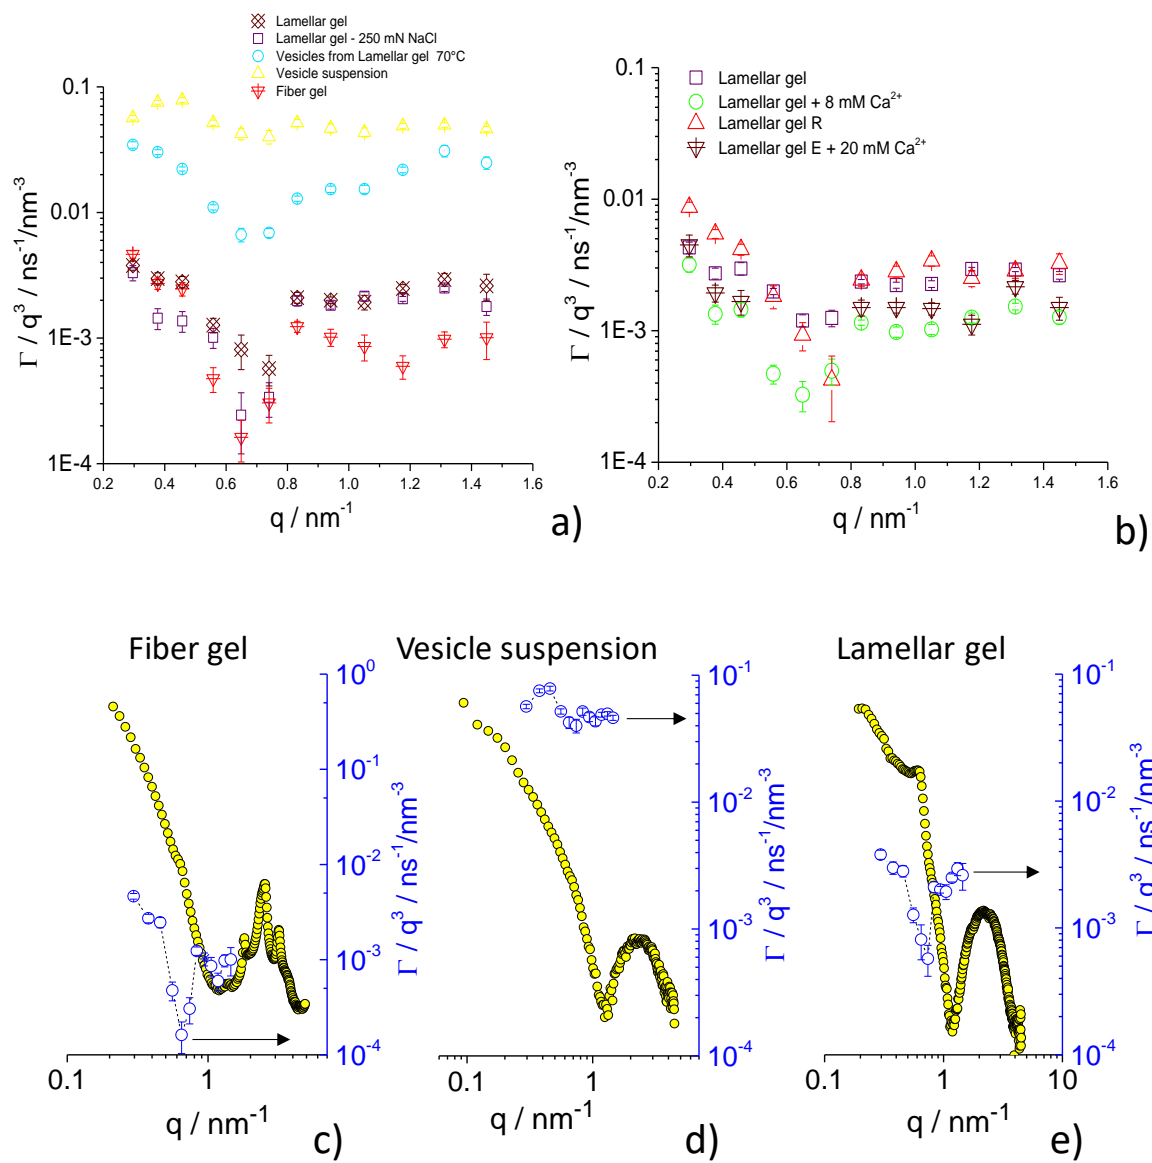 Lamellar gel
Lamellar gel - 250 mN NaCl
Vesicles from Lamellar gel 70°C
Vesicle suspension
Fiber gel
0.1
0.01
1E-3
1E-4
Γ / q³ / ns⁻¹/nm⁻³
0.2 0.4 0.6 0.8 1.0 1.2 1.4 1.6
q / nm⁻¹
a)
Lamellar gel
Lamellar gel + 8 mM Ca²⁺
Lamellar gel R
Lamellar gel E + 20 mM Ca²⁺
0.1
0.01
1E-3
1E-4
Γ / q³ / ns⁻¹/nm⁻³
0.2 0.4 0.6 0.8 1.0 1.2 1.4 1.6
q / nm⁻¹
b)
Fiber gel
10⁰
10⁻¹
10⁻²
10⁻³
10⁻⁴
Γ / q³ / ns⁻¹/nm⁻³
0.1 1
q / nm⁻¹
c)
Vesicle suspension
10⁻¹
10⁻²
10⁻³
10⁻⁴
Γ / q³ / ns⁻¹/nm⁻³
0.1 1
q / nm⁻¹
d)
Lamellar gel
10⁻¹
10⁻²
10⁻³
10⁻⁴
Γ / q³ / ns⁻¹/nm⁻³
0.1 1 10
q / nm⁻¹
e)